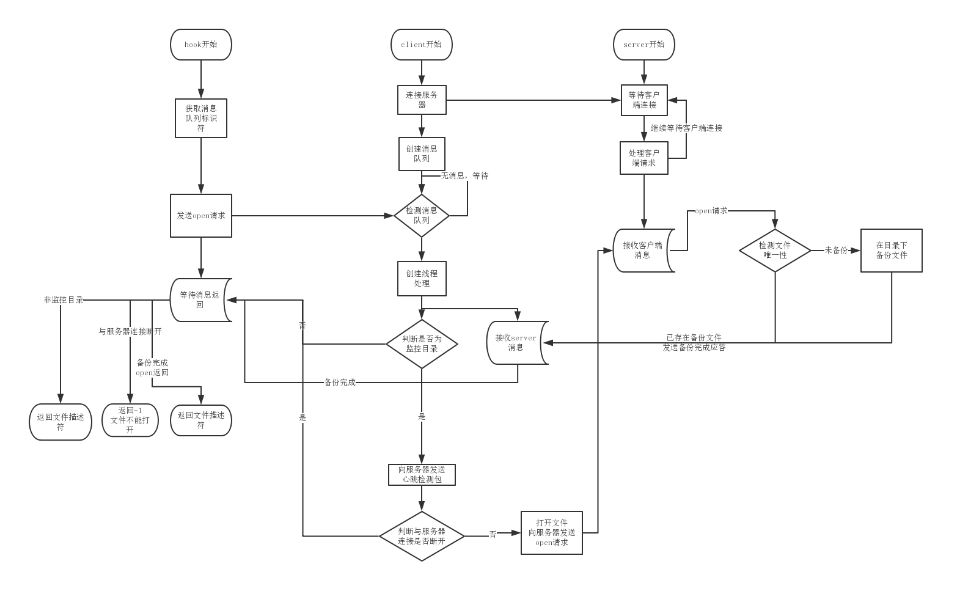 hook开始
client开始
server开始
获取消息
队列标识
符
连接服务
器
等待客户
端连接
继续等待客户端连接
创建消息
队列
处理客户
端请求
无消息，等待
发送open请求
检测消息
队列
open请求
接收客户端
消息
检测文件
唯一性
未备份
在目录下
备份文件
创建线程
处理
等待消息返
回
非监控目录
与服务器连接断开
备份完成
open返回
否
判断是否为
监控目录
接收server
消息
已存在备份文件
发送备份完成应答
备份完成
返回文件描述
符
返回-1
文件不能打
开
返回文件描述
符
是
是
向服务器发送
心跳检测包
判断与服务器
连接是否断开
否
打开文件
向服务器发送
open请求